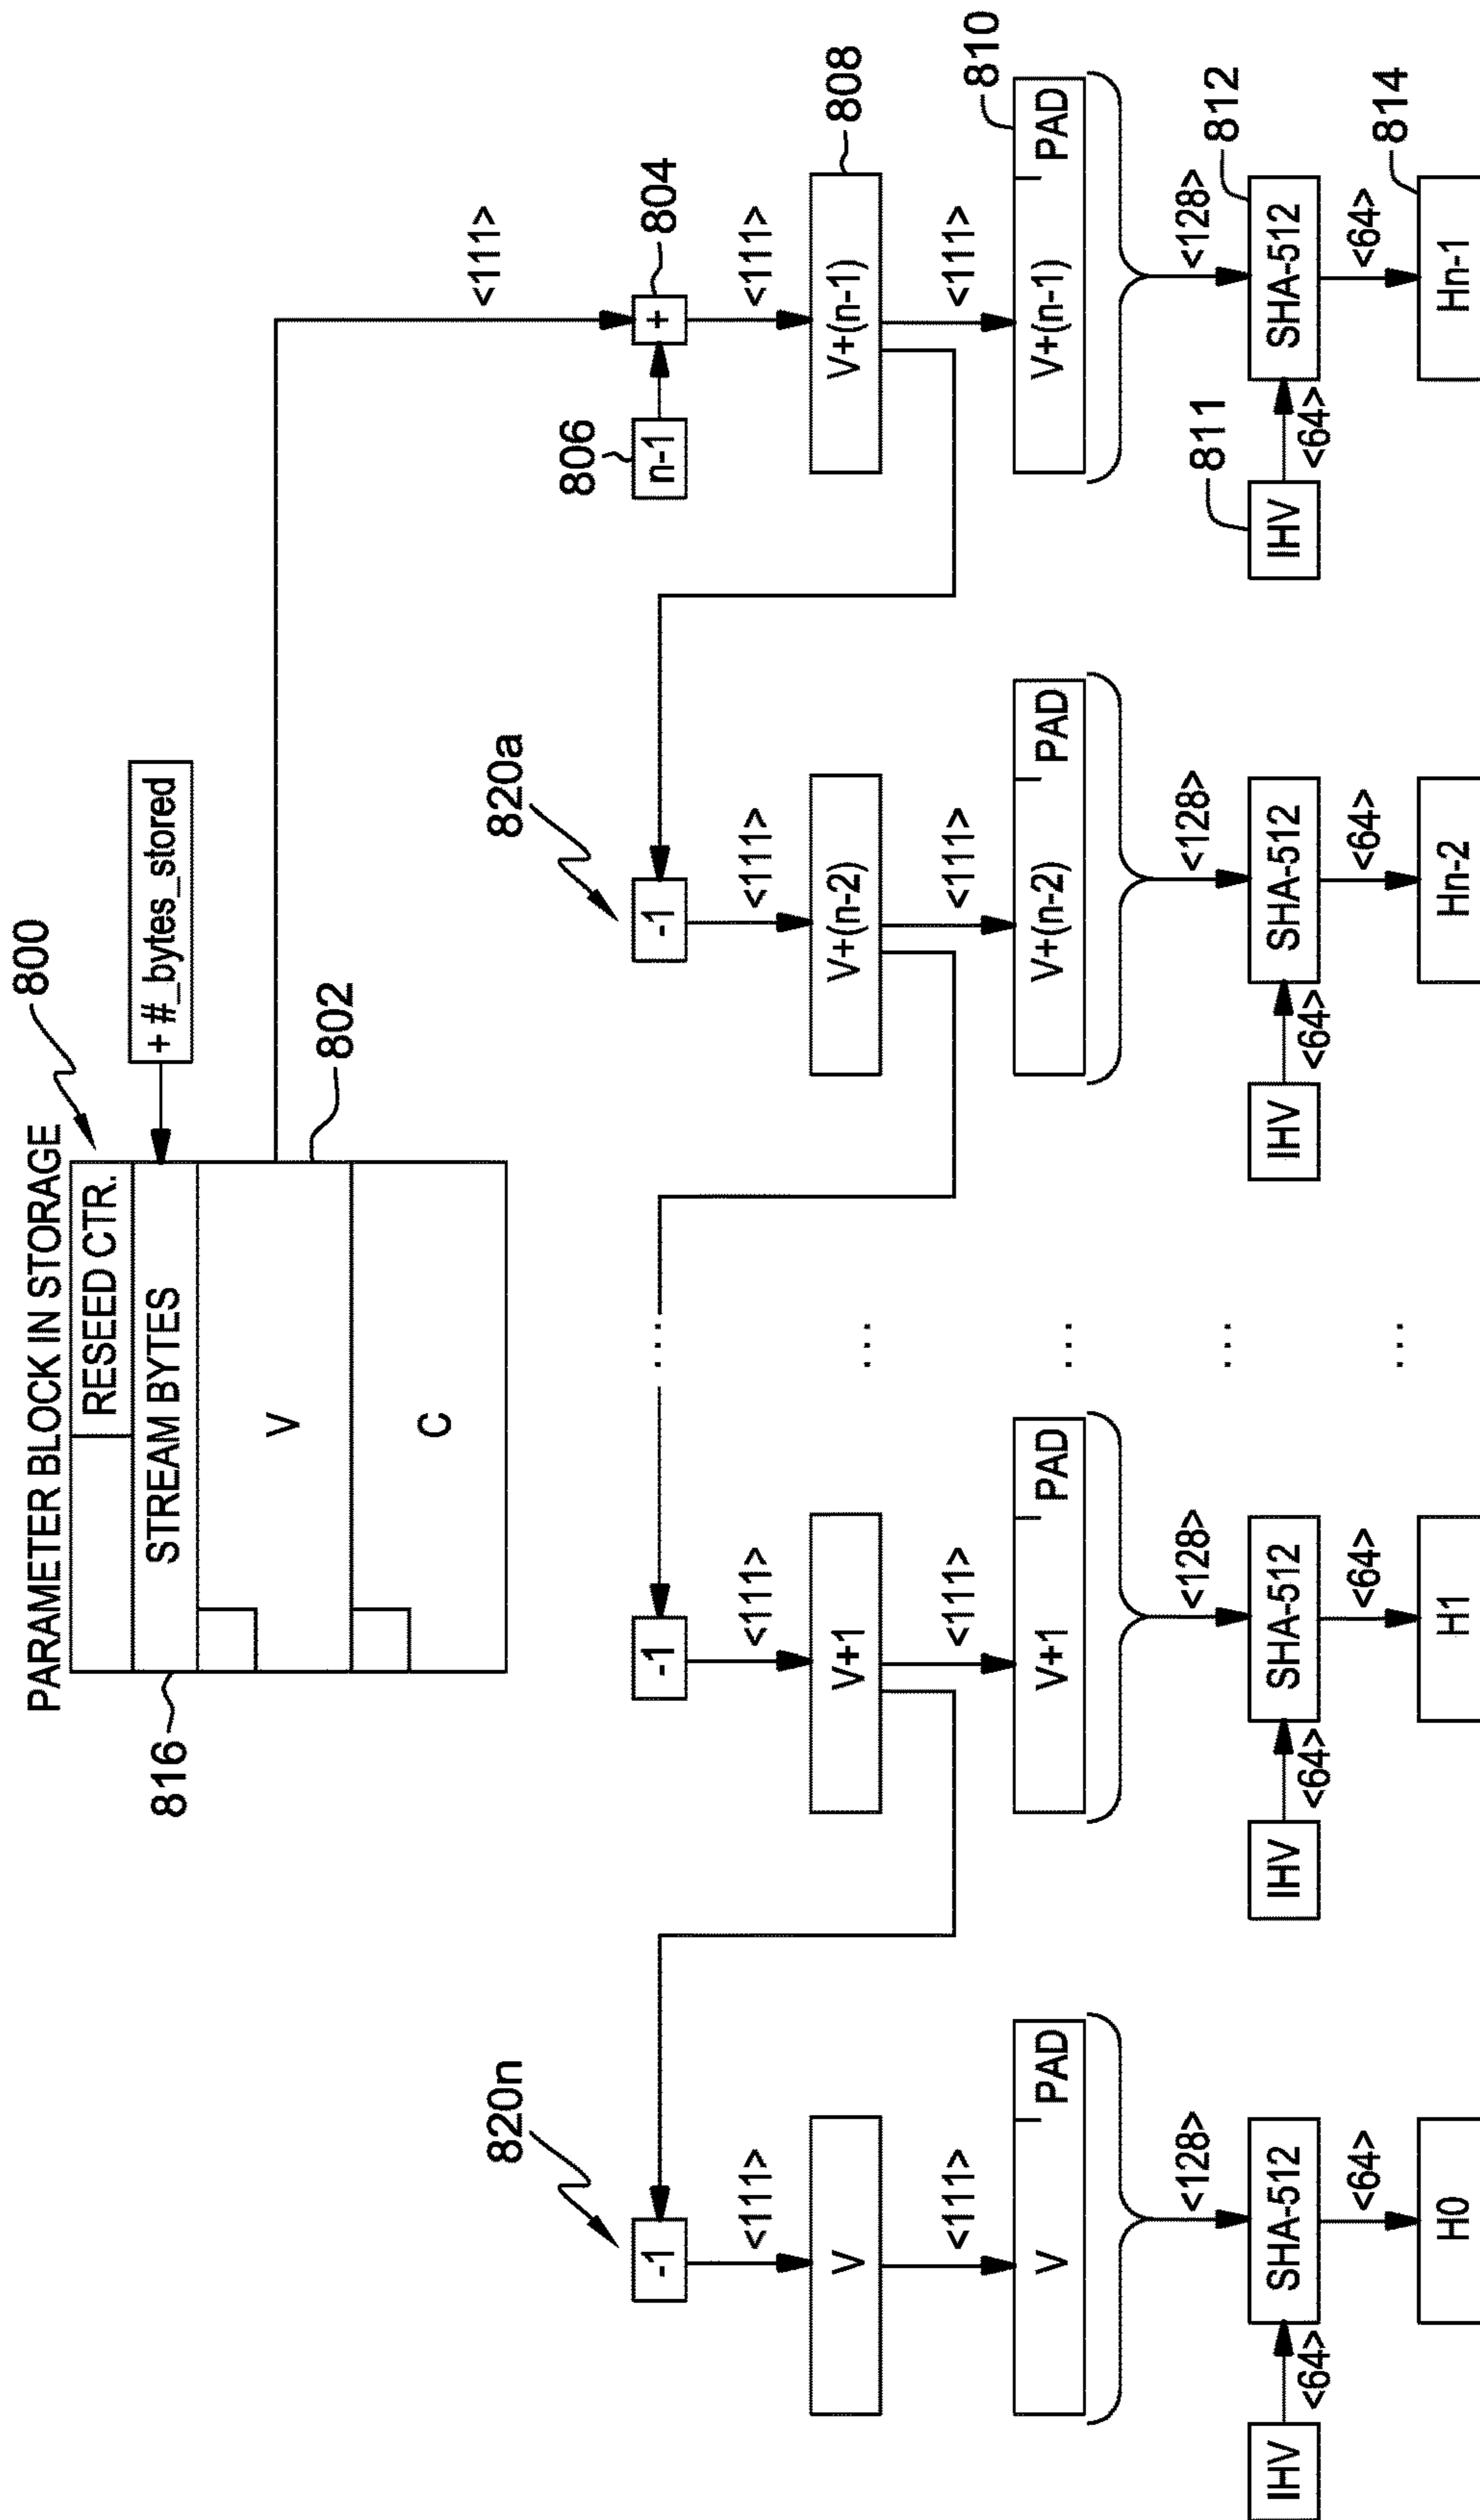 PARAMETER BLOCK IN STORAGE
800
RESEED CTR.
816
STREAM BYTES
+ #_bytes_stored
V
802
C
<111>
820n
820a
806
n-1
+
804
-1
-1
...
-1
<111>
<111>
<111>
<111>
V
V+1
...
V+(n-2)
V+(n-1)
808
<111>
<111>
<111>
<111>
V
PAD
V+1
PAD
...
V+(n-2)
PAD
V+(n-1)
PAD
810
<128>
<128>
<128>
811
<128>
812
IHV
<64>
SHA-512
IHV
<64>
SHA-512
...
IHV
<64>
SHA-512
IHV
<64>
SHA-512
<64>
<64>
<64>
<64>
814
H0
H1
...
Hn-2
Hn-1